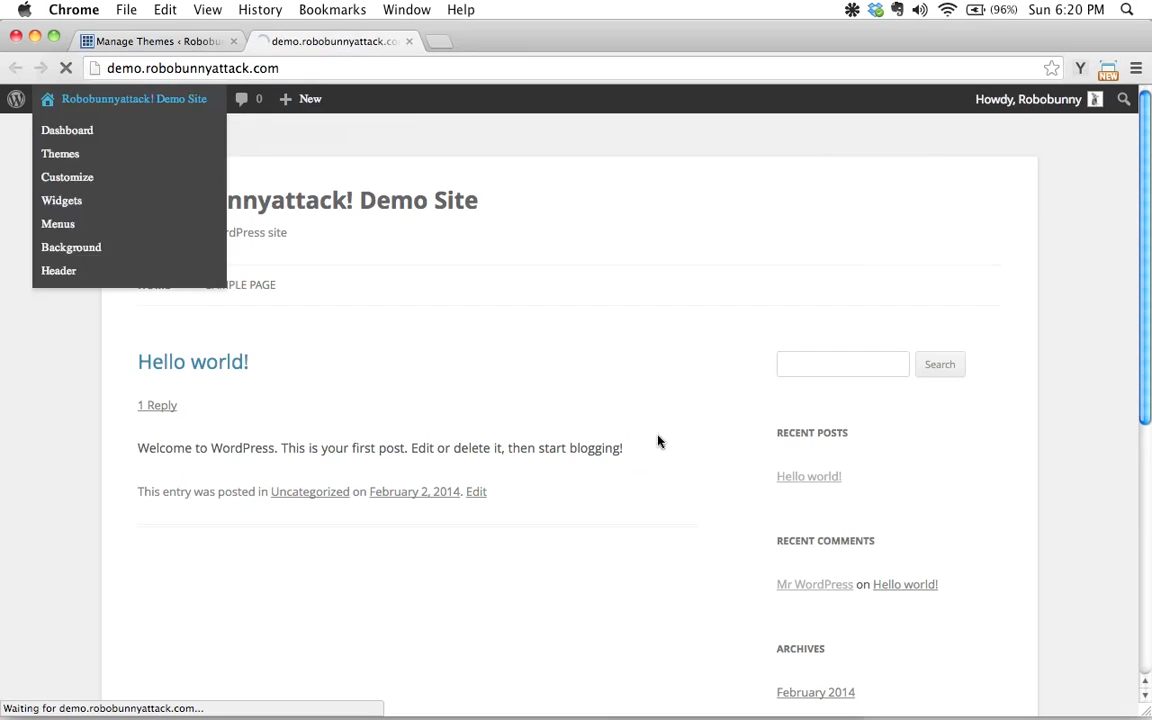 Chrome File Edit View History Bookmarks Window Help (96%) Sun 6:20 PM
Manage Themes ‹ Robobu demo.robobunnyattack.co
demo.robobunnyattack.com Y NEW
Robobunnyattack! Demo Site 0 New Howdy, Robobunny
Dashboard
Themes
Customize
Widgets
Menus
Background
Header
nnyattack! Demo Site
rdPress site
SAMPLE PAGE
Hello world!
1 Reply
Welcome to WordPress. This is your first post. Edit or delete it, then start blogging!
This entry was posted in Uncategorized on February 2, 2014. Edit
Search
RECENT POSTS
Hello world!
RECENT COMMENTS
Mr WordPress on Hello world!
ARCHIVES
February 2014
Waiting for demo.robobunnyattack.com...